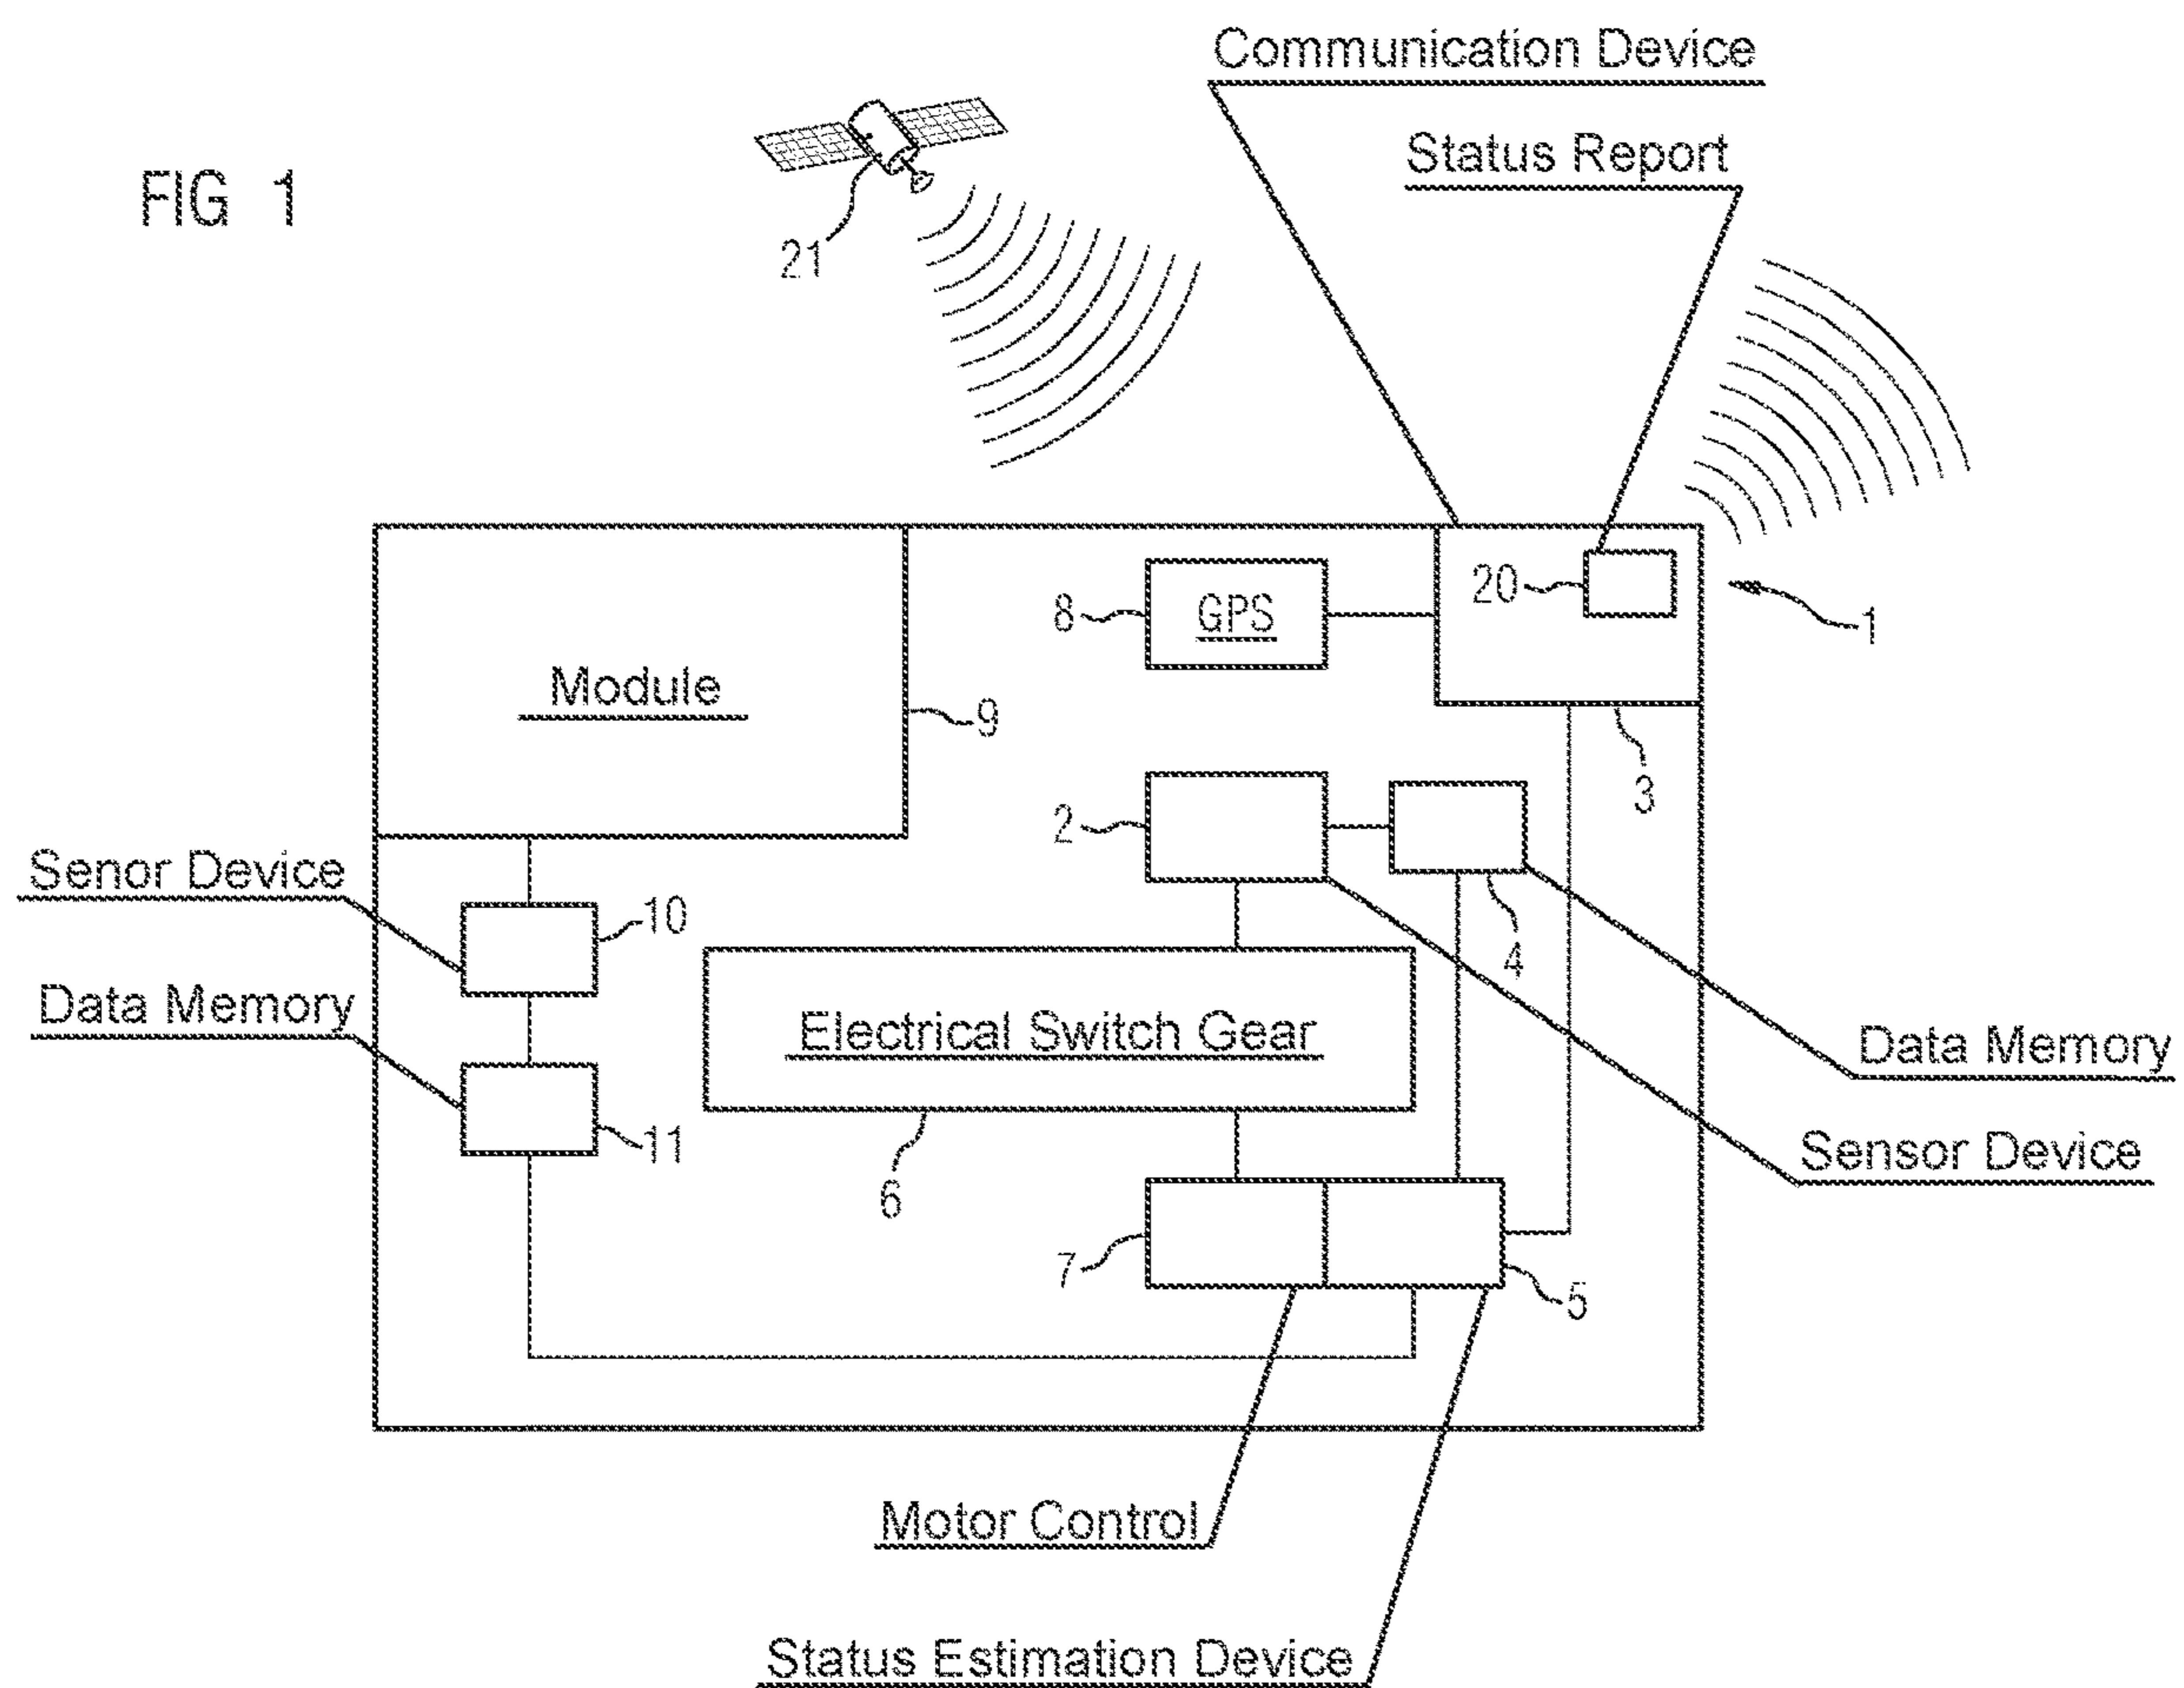 Communication Device
Status Report
FIG 1
21
20
8
GPS
1
Module
9
3
2
Senor Device
10
4
Data Memory
Electrical Switch Gear
Data Memory
11
Sensor Device
6
7
5
Motor Control
Status Estimation Device